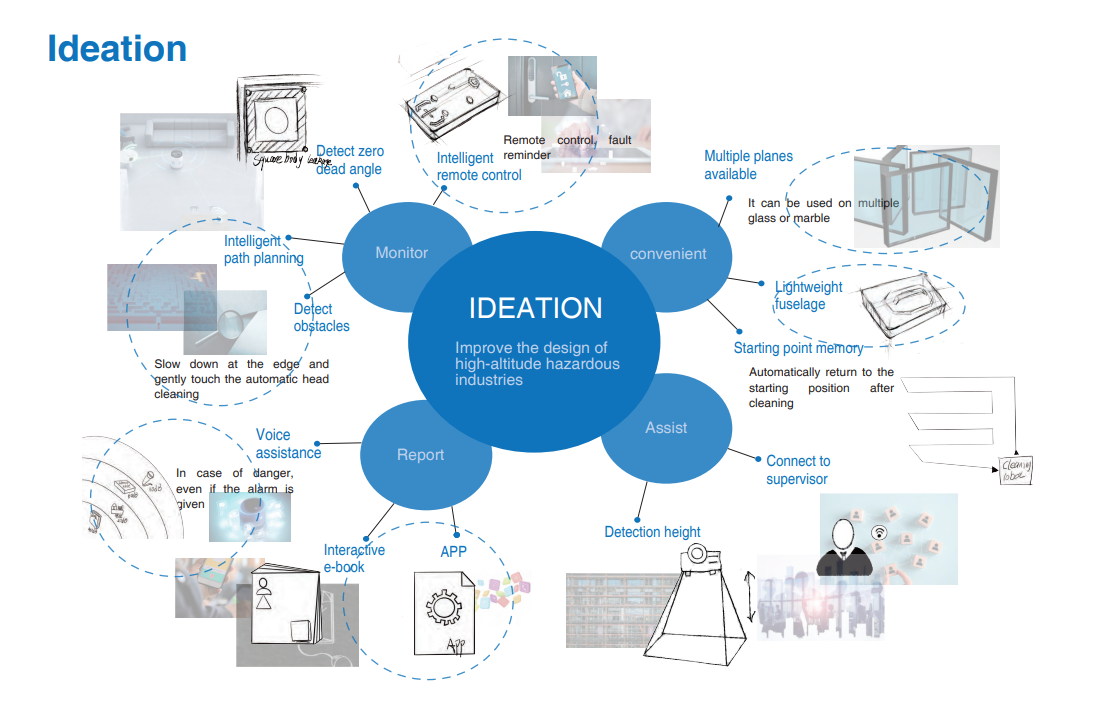 Ideation
Square body
Detect zero
dead angle
Intelligent
remote control
Remote control, fault
reminder
Multiple planes
available
It can be used on multiple
glass or marble
Intelligent
path planning
Monitor
convenient
Lightweight
fuselage
Detect
obstacles
IDEATION
Improve the design of
high-altitude hazardous
industries
Starting point memory
Slow down at the edge and
gently touch the automatic head
cleaning
Automatically return to the
starting position after
cleaning
Voice
assistance
Report
Assist
Connect to
supervisor
In case of danger,
even if the alarm is
given
Cleaning
Detection height
Interactive
e-book
APP
App